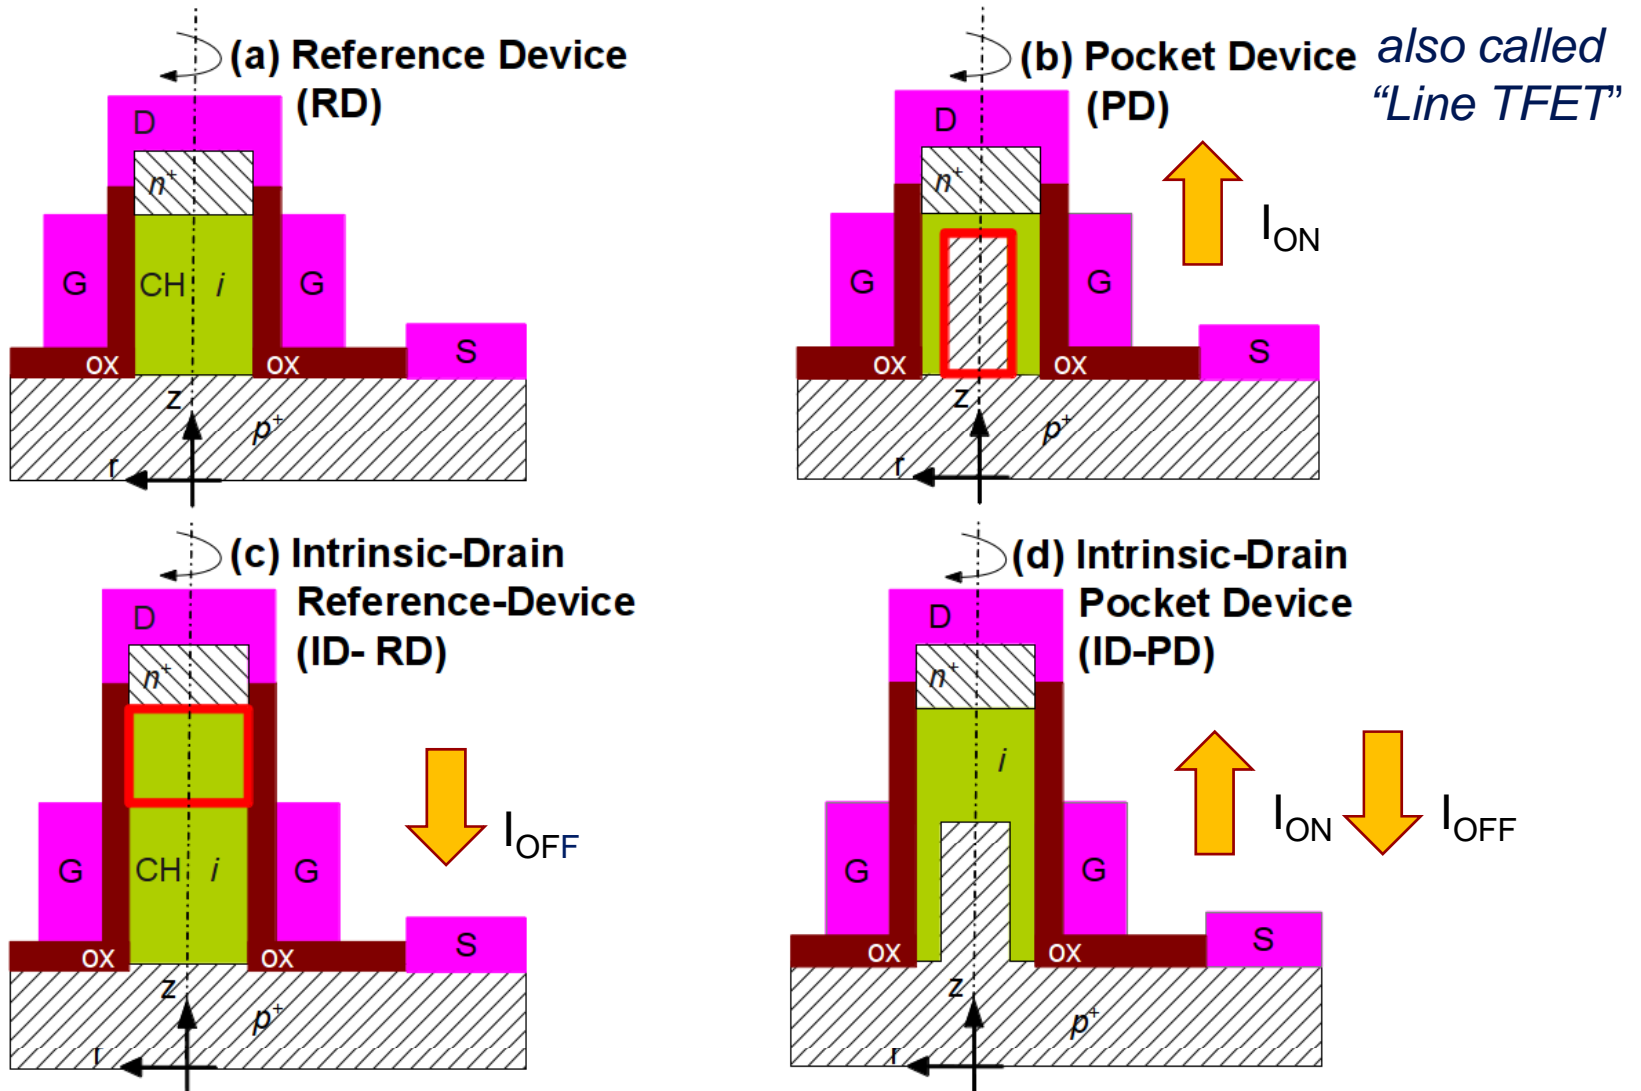 (a) Reference Device
(RD)
D
n+
G
CH
i
G
ox
ox
S
z
p+
r
(b) Pocket Device
(PD)
also called
“Line TFET”
D
n+
ION
G
G
ox
ox
S
z
p+
r
(c) Intrinsic-Drain
Reference-Device
(ID- RD)
D
n+
IOFF
G
CH
i
G
ox
ox
S
z
p+
r
(d) Intrinsic-Drain
Pocket Device
(ID-PD)
D
n+
i
ION
IOFF
G
G
ox
ox
S
z
p+
r